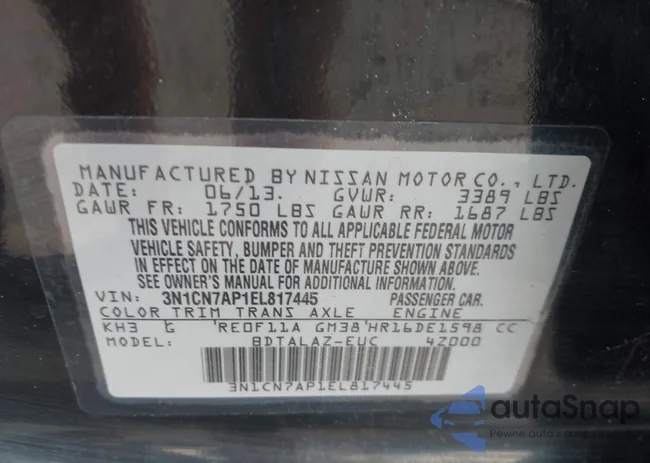 MANUFACTURED BY NISSAN MOTOR CO., LTD.
DATE: 06/13. GVWR: 3389 LBS
GAWR FR: 1750 LBS GAWR RR: 1687 LBS
THIS VEHICLE CONFORMS TO ALL APPLICABLE FEDERAL MOTOR
VEHICLE SAFETY, BUMPER AND THEFT PREVENTION STANDARDS
IN EFFECT ON THE DATE OF MANUFACTURE SHOWN ABOVE.
SEE OWNER'S MANUAL FOR ADDITIONAL INFORMATION.
VIN: 3N1CN7AP1EL817445 PASSENGER CAR.
COLOR TRIM TRANS AXLE ENGINE
KH3 G 'RE0F11A GM38'HR16DE1598 CC
MODEL: BDTALAZ-EUC 4Z000
3N1CN7AP1EL817445
autoSnap
Pewne auto z